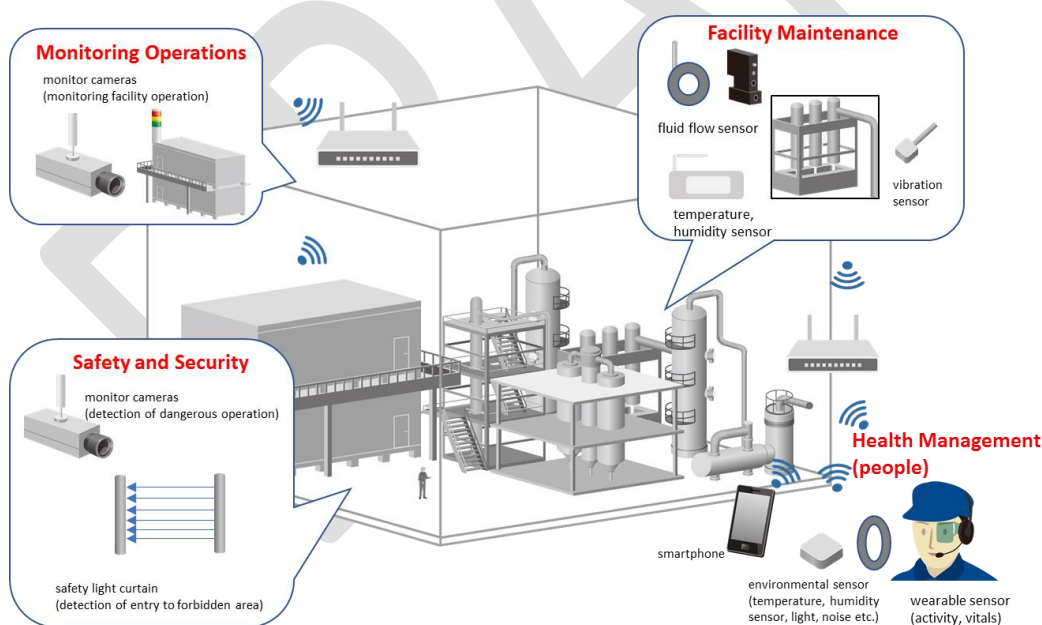 Monitoring Operations
monitor cameras
(monitoring facility operation)
Facility Maintenance
fluid flow sensor
temperature,
humidity sensor
vibration
sensor
Safety and Security
monitor cameras
(detection of dangerous operation)
safety light curtain
(detection of entry to forbidden area)
Health Management
(people)
smartphone
environmental sensor
(temperature, humidity
sensor, light, noise etc.)
wearable sensor
(activity, vitals)